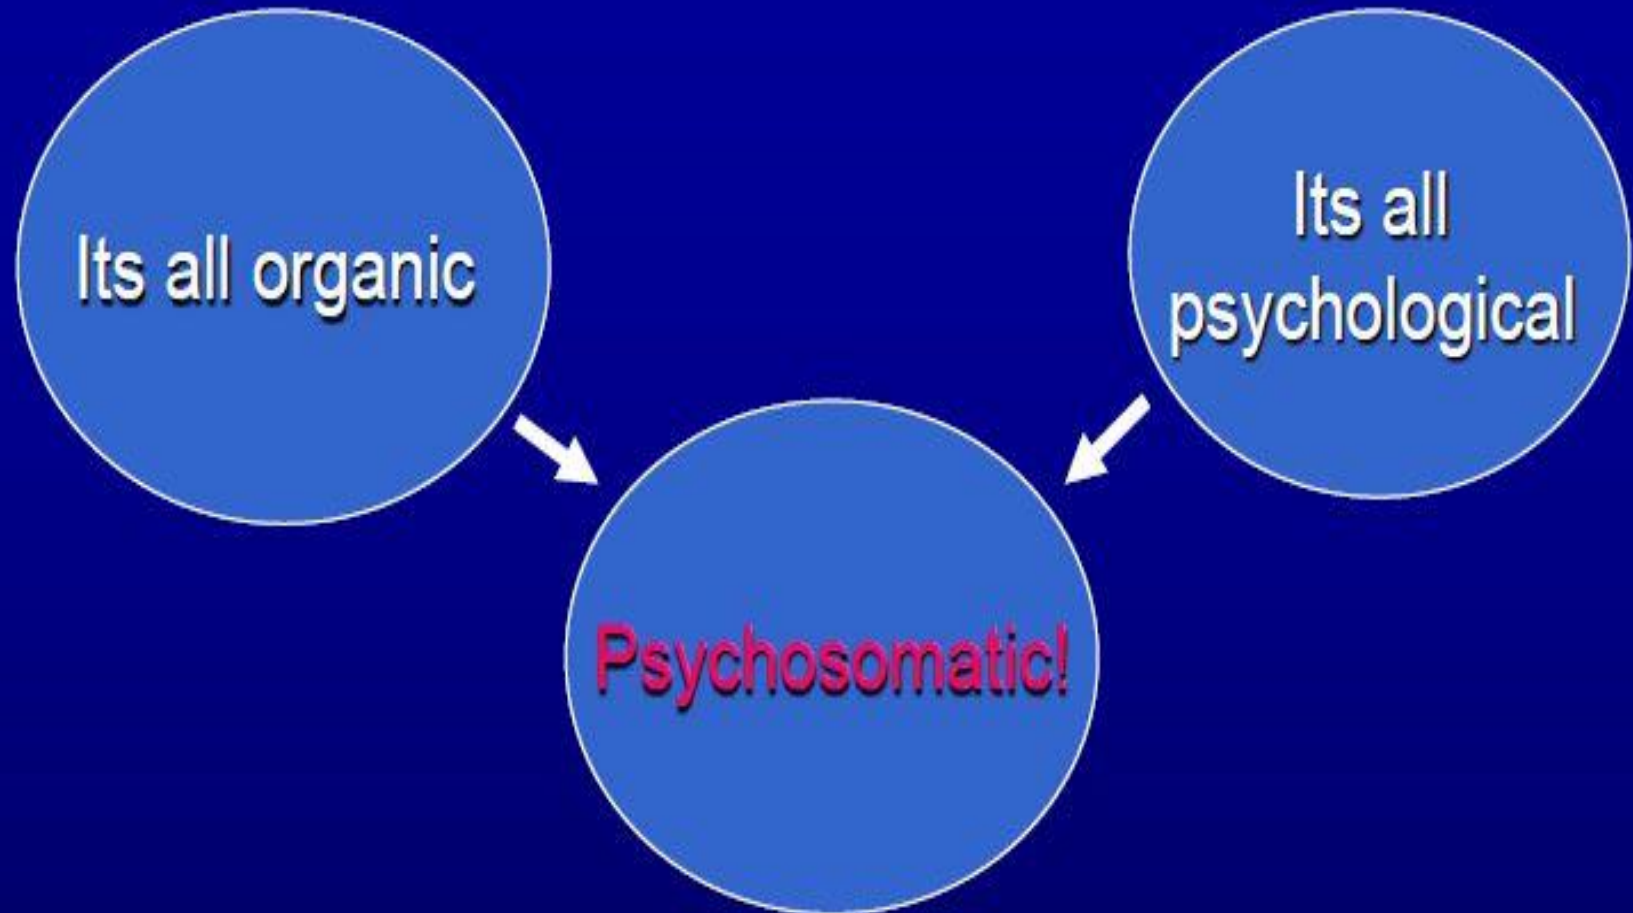 Its all organic
Its all
psychological
Psychosomatic!